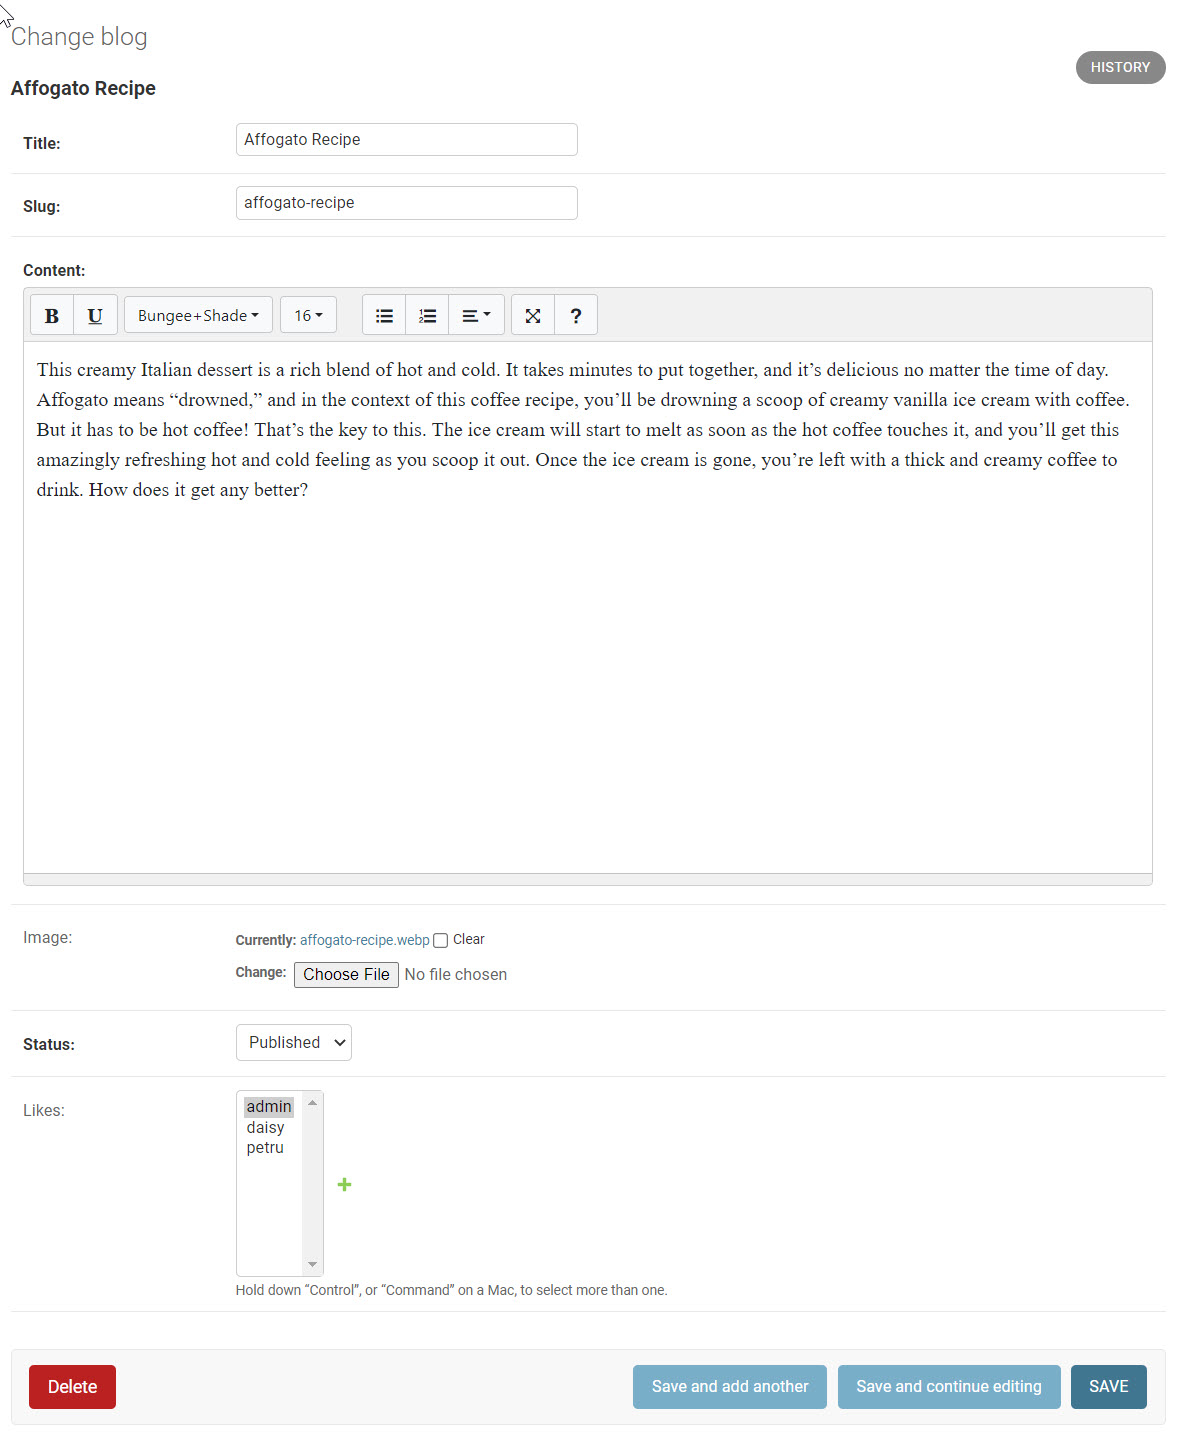 Change blog
HISTORY
Affogato Recipe
Title:
Affogato Recipe
Slug:
affogato-recipe
Content:
B U Bungee+Shade 16 ?
This creamy Italian dessert is a rich blend of hot and cold. It takes minutes to put together, and it’s delicious no matter the time of day.
Affogato means “drowned,” and in the context of this coffee recipe, you’ll be drowning a scoop of creamy vanilla ice cream with coffee.
But it has to be hot coffee! That’s the key to this. The ice cream will start to melt as soon as the hot coffee touches it, and you’ll get this
amazingly refreshing hot and cold feeling as you scoop it out. Once the ice cream is gone, you’re left with a thick and creamy coffee to
drink. How does it get any better?
Image:
Currently: affogato-recipe.webp Clear
Change: Choose File No file chosen
Status:
Published
Likes:
admin
daisy
petru
Hold down “Control”, or “Command” on a Mac, to select more than one.
Delete
Save and add another
Save and continue editing
SAVE